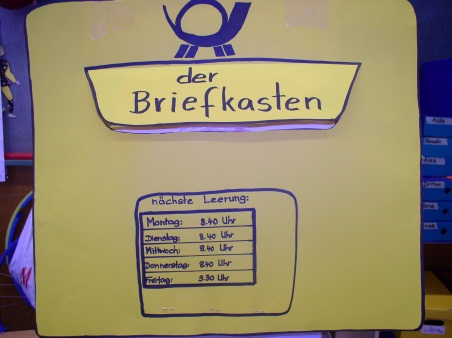 der
Briefkasten
nächste Leerung:
Montag: 8.40 Uhr
Dienstag: 8.40 Uhr
Mittwoch: 8.40 Uhr
Donnerstag: 8.40 Uhr
Freitag: 9.30 Uhr